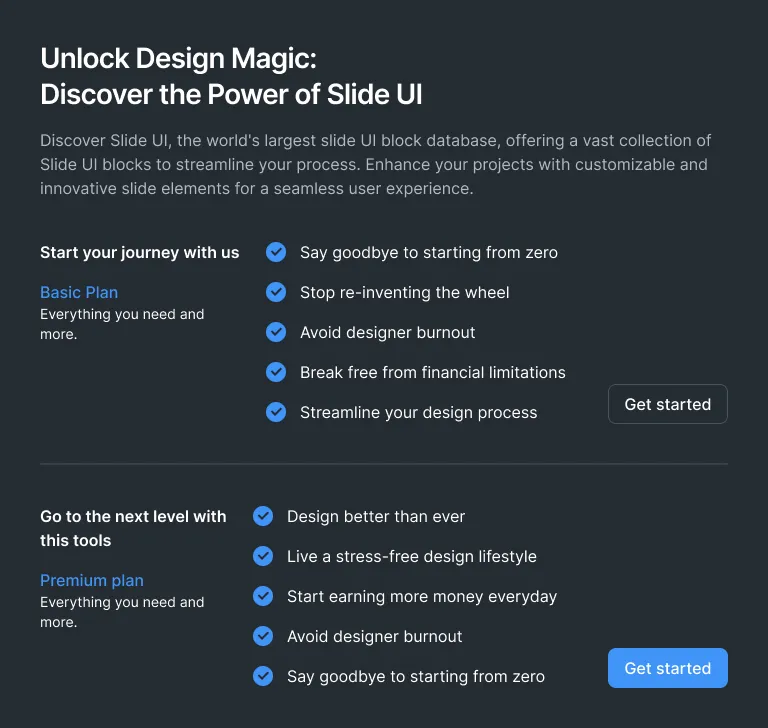 Unlock Design Magic:
Discover the Power of Slide UI
Discover Slide UI, the world's largest slide UI block database, offering a vast collection of
Slide UI blocks to streamline your process. Enhance your projects with customizable and
innovative slide elements for a seamless user experience.
Start your journey with us
Basic Plan
Everything you need and
more.
Say goodbye to starting from zero
Stop re-inventing the wheel
Avoid designer burnout
Break free from financial limitations
Streamline your design process
Get started
Go to the next level with
this tools
Premium plan
Everything you need and
more.
Design better than ever
Live a stress-free design lifestyle
Start earning more money everyday
Avoid designer burnout
Say goodbye to starting from zero
Get started